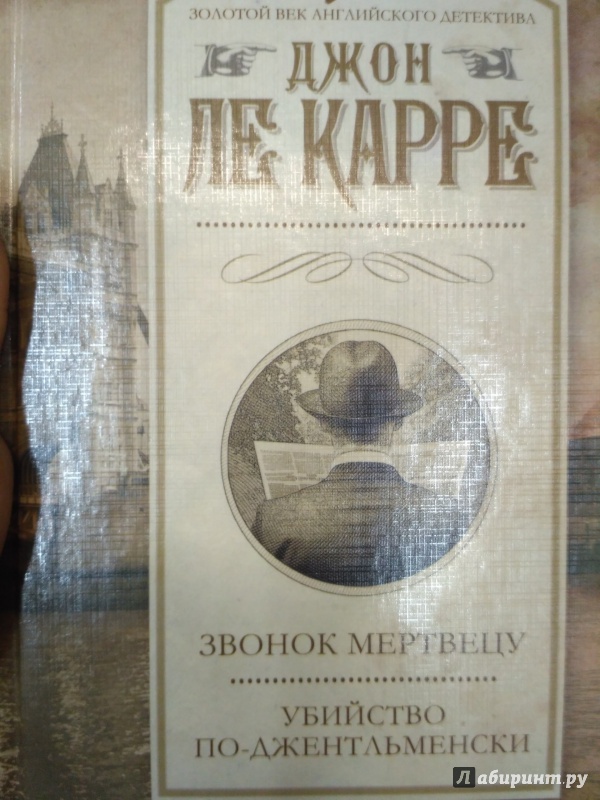 ЗОЛОТОЙ ВЕК АНГЛИЙСКОГО ДЕТЕКТИВА
ДЖОН
ЛЕ КАРРЕ
ЗВОНОК МЕРТВЕЦУ
УБИЙСТВО
ПО-ДЖЕНТЛЬМЕНСКИ
Лабиринт.ру